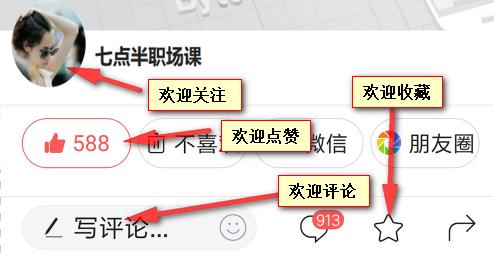 Byte
七点半职场课
欢迎关注
欢迎收藏
588
欢迎点赞
不喜
微信
朋友圈
欢迎评论
写评论...
913